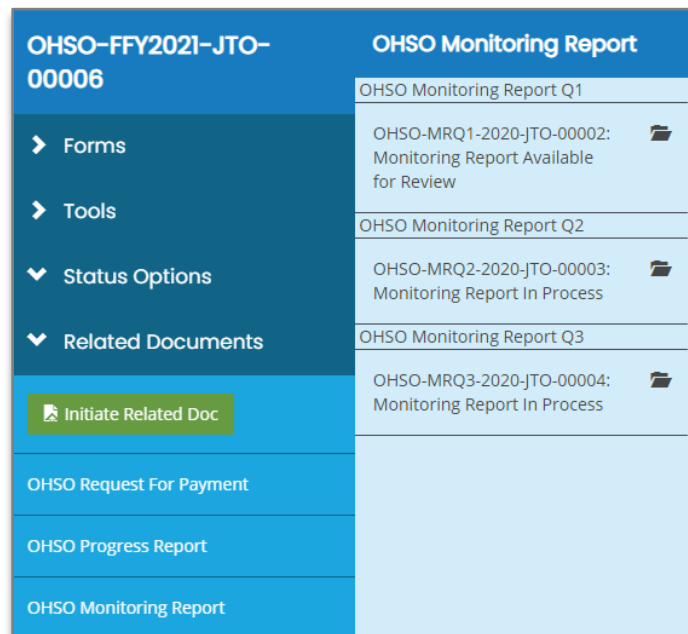 OHSO-FFY2021-JTO-
00006
Forms
Tools
Status Options
Related Documents
Initiate Related Doc
OHSO Request For Payment
OHSO Progress Report
OHSO Monitoring Report
OHSO Monitoring Report
OHSO Monitoring Report Q1
OHSO-MRQ1-2020-JTO-00002:
Monitoring Report Available
for Review
OHSO Monitoring Report Q2
OHSO-MRQ2-2020-JTO-00003:
Monitoring Report In Process
OHSO Monitoring Report Q3
OHSO-MRQ3-2020-JTO-00004:
Monitoring Report In Process